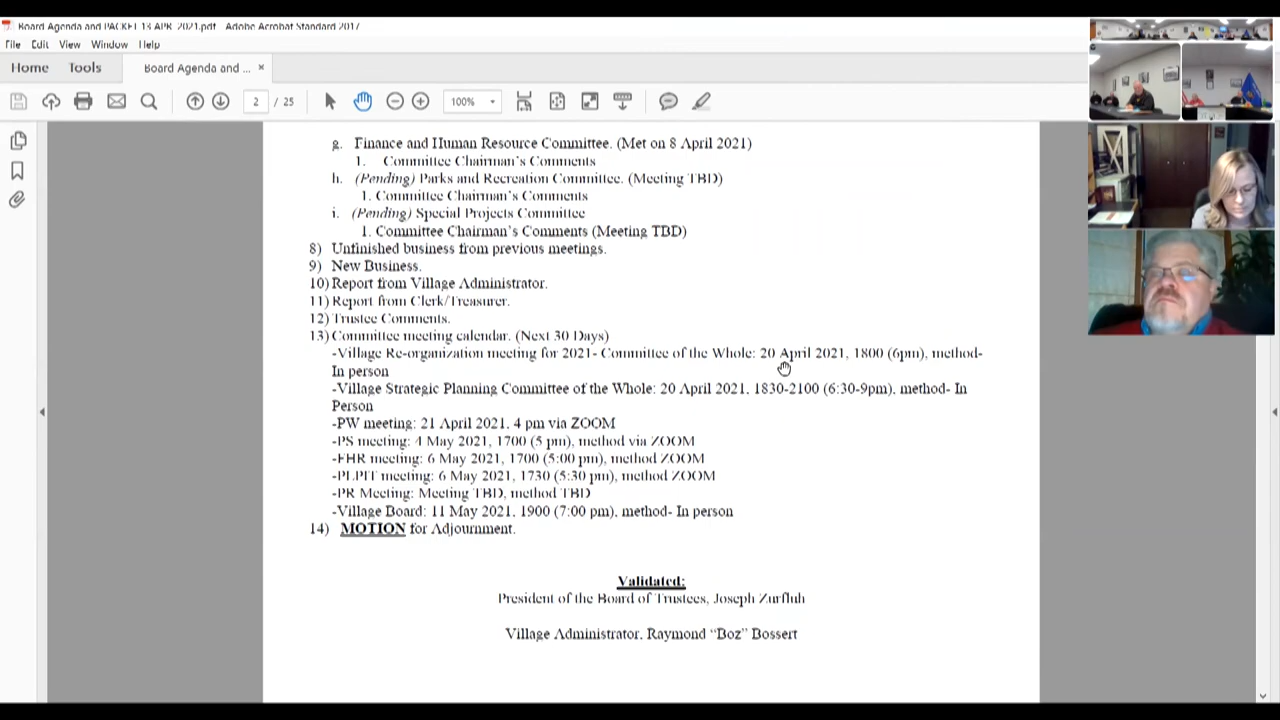 Board Agenda and PACKET 13 APR 2021.pdf - Adobe Acrobat Standard 2017
File Edit View Window Help
Home Tools Board Agenda and ... ×
2 / 25 100%
g. Finance and Human Resource Committee. (Met on 8 April 2021)
1. Committee Chairman's Comments
h. (Pending) Parks and Recreation Committee. (Meeting TBD)
1. Committee Chairman's Comments
i. (Pending) Special Projects Committee
1. Committee Chairman's Comments (Meeting TBD)
8) Unfinished business from previous meetings.
9) New Business.
10) Report from Village Administrator.
11) Report from Clerk/Treasurer.
12) Trustee Comments.
13) Committee meeting calendar. (Next 30 Days)
-Village Re-organization meeting for 2021- Committee of the Whole: 20 April 2021, 1800 (6pm), method-
In person
-Village Strategic Planning Committee of the Whole: 20 April 2021, 1830-2100 (6:30-9pm), method- In
Person
-PW meeting: 21 April 2021, 4 pm via ZOOM
-PS meeting: 4 May 2021, 1700 (5 pm), method via ZOOM
-FHR meeting: 6 May 2021, 1700 (5:00 pm), method ZOOM
-PLPIT meeting: 6 May 2021, 1730 (5:30 pm), method ZOOM
-PR Meeting: Meeting TBD, method TBD
-Village Board: 11 May 2021, 1900 (7:00 pm), method- In person
14) MOTION for Adjournment.
Validated:
President of the Board of Trustees, Joseph Zurfluh
Village Administrator, Raymond “Boz” Bossert